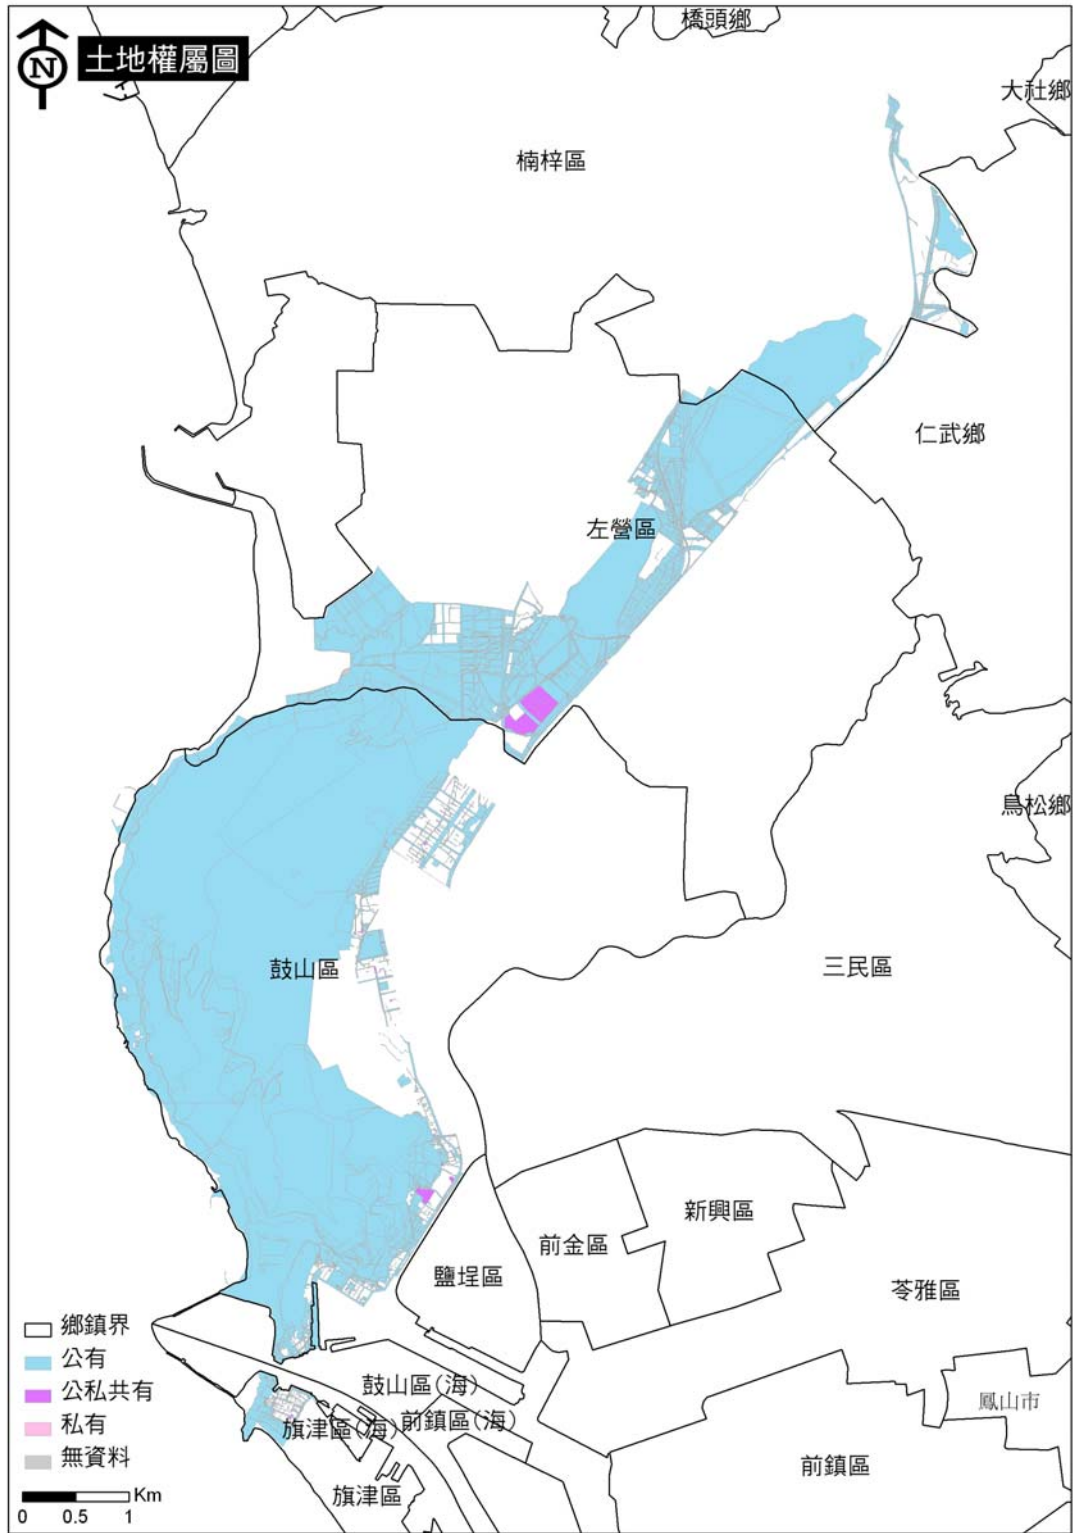 土地權屬圖
N
橋頭鄉
大社鄉
楠梓區
仁武鄉
左營區
鳥松鄉
鼓山區
三民區
新興區
前金區
鹽埕區
苓雅區
鄉鎮界
公有
公私共有
私有
無資料
鼓山區(海)
鳳山市
旗津區(海)
前鎮區(海)
前鎮區
旗津區
Km
0 0.5 1